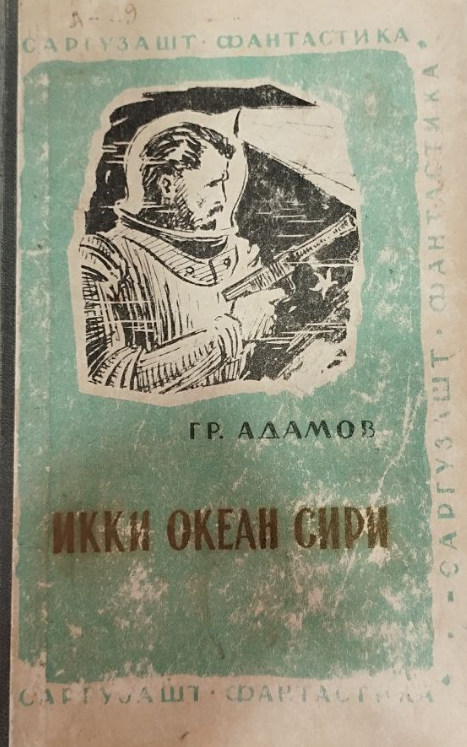 САРГУЗАШТ · ФАНТАСТИКА ·
САРГУЗАШТ · ФАНТАСТИКА
ГР. АДАМОВ
ИККИ ОКЕАН СИРИ
САРГУЗАШТ · ФАНТАСТИКА ·